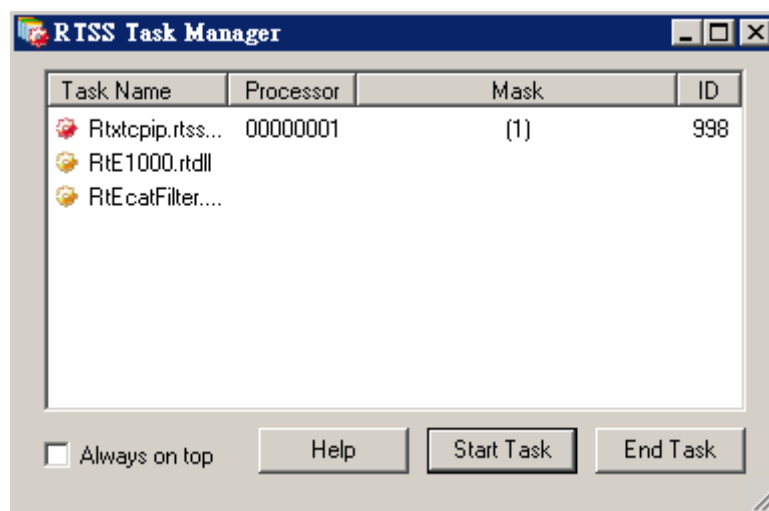 RTSS Task Manager
Task Name Processor Mask ID
Rtxtcpip.rtss... 00000001 (1) 998
RtE1000.rtdll
RtEcatFilter....
Always on top Help Start Task End Task